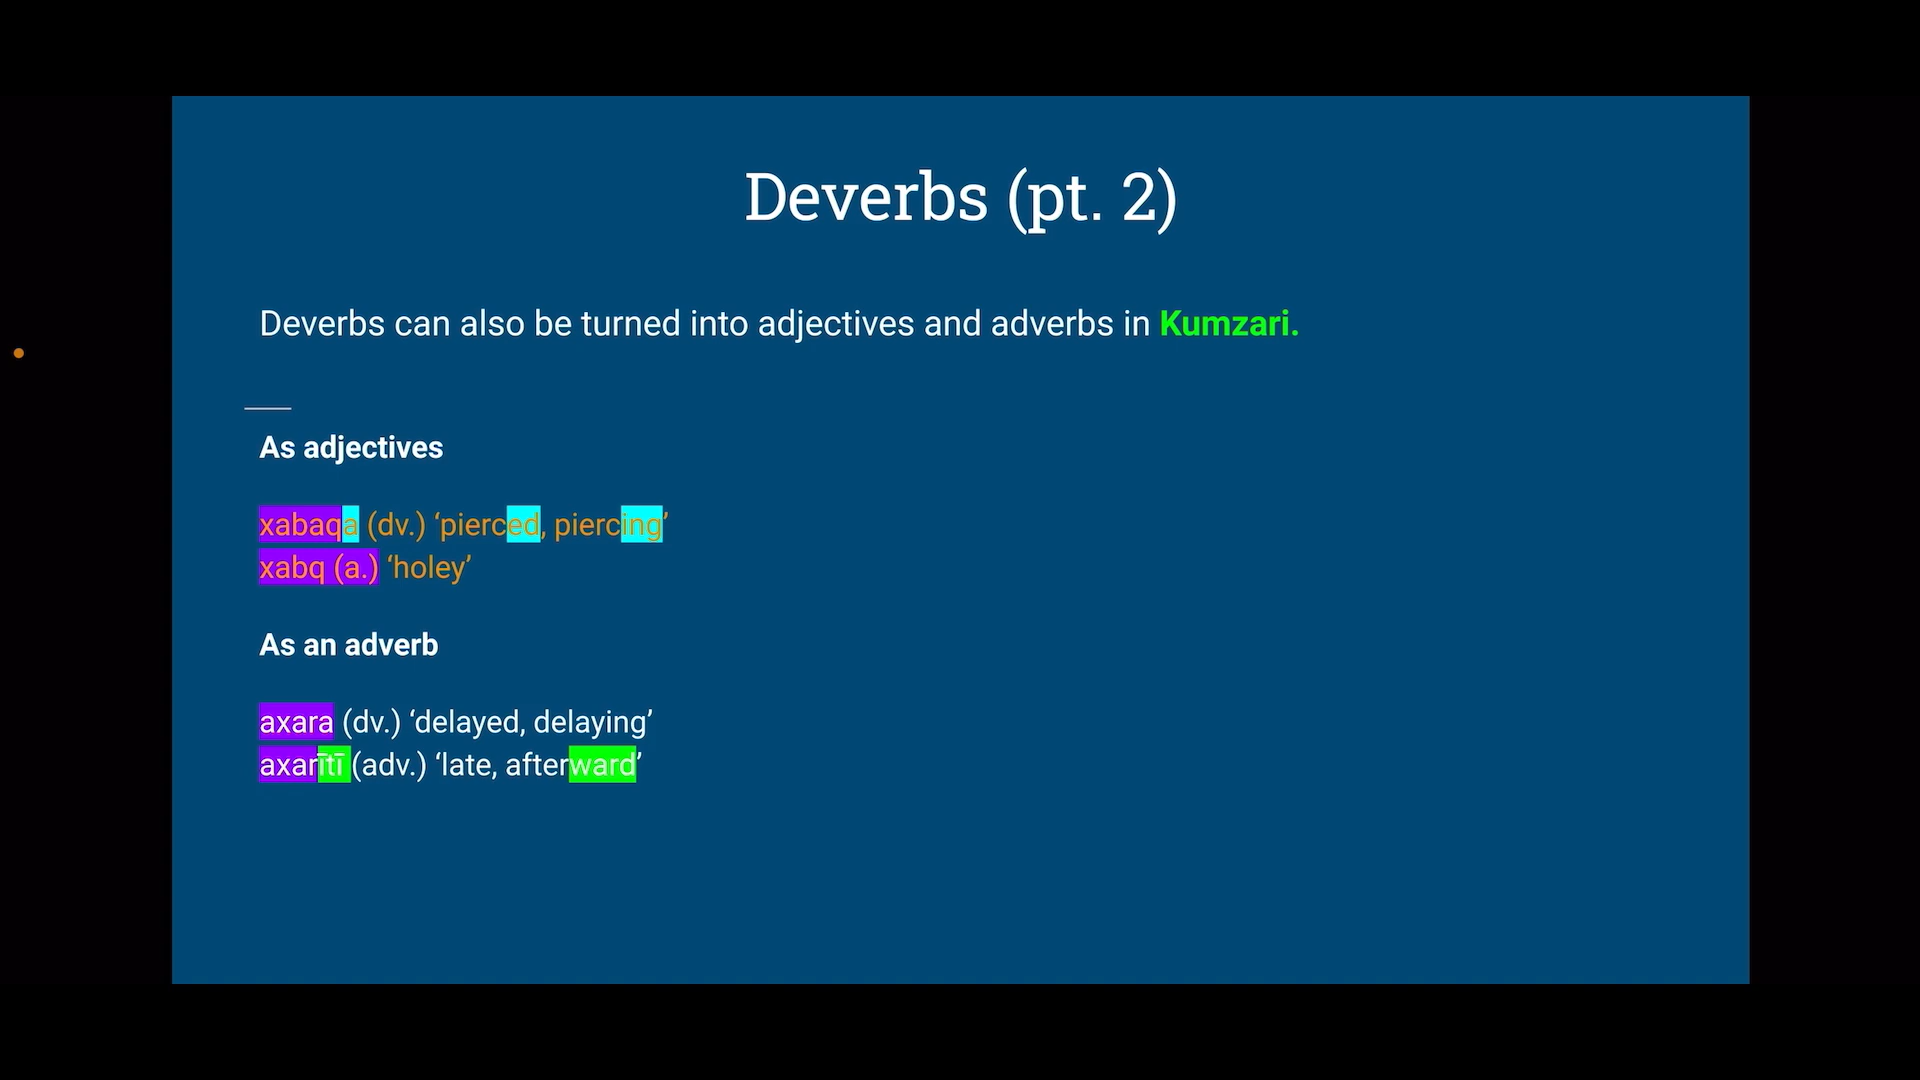 Deverbs (pt. 2)
Deverbs can also be turned into adjectives and adverbs in Kumzari.
As adjectives
xabaqa (dv.) ‘pierced, piercing’
xabq (a.) ‘holey’
As an adverb
axara (dv.) ‘delayed, delaying’
axarītī (adv.) ‘late, afterward’